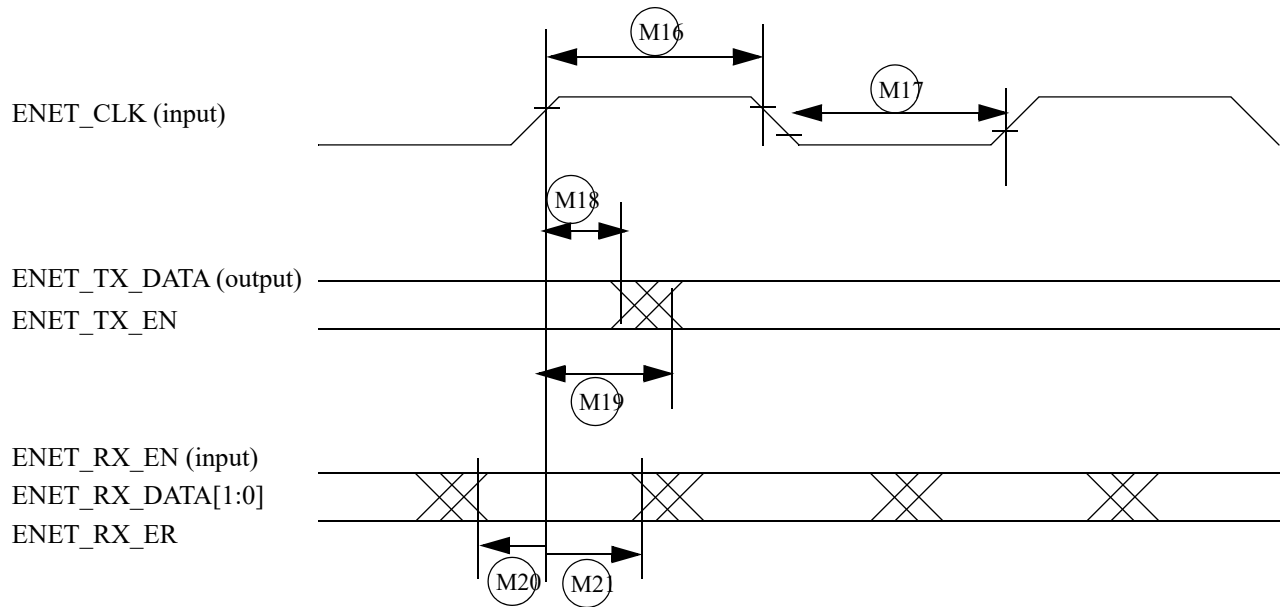 M16
M17
ENET_CLK (input)
M18
ENET_TX_DATA (output)
ENET_TX_EN
M19
ENET_RX_EN (input)
ENET_RX_DATA[1:0]
ENET_RX_ER
M20
M21